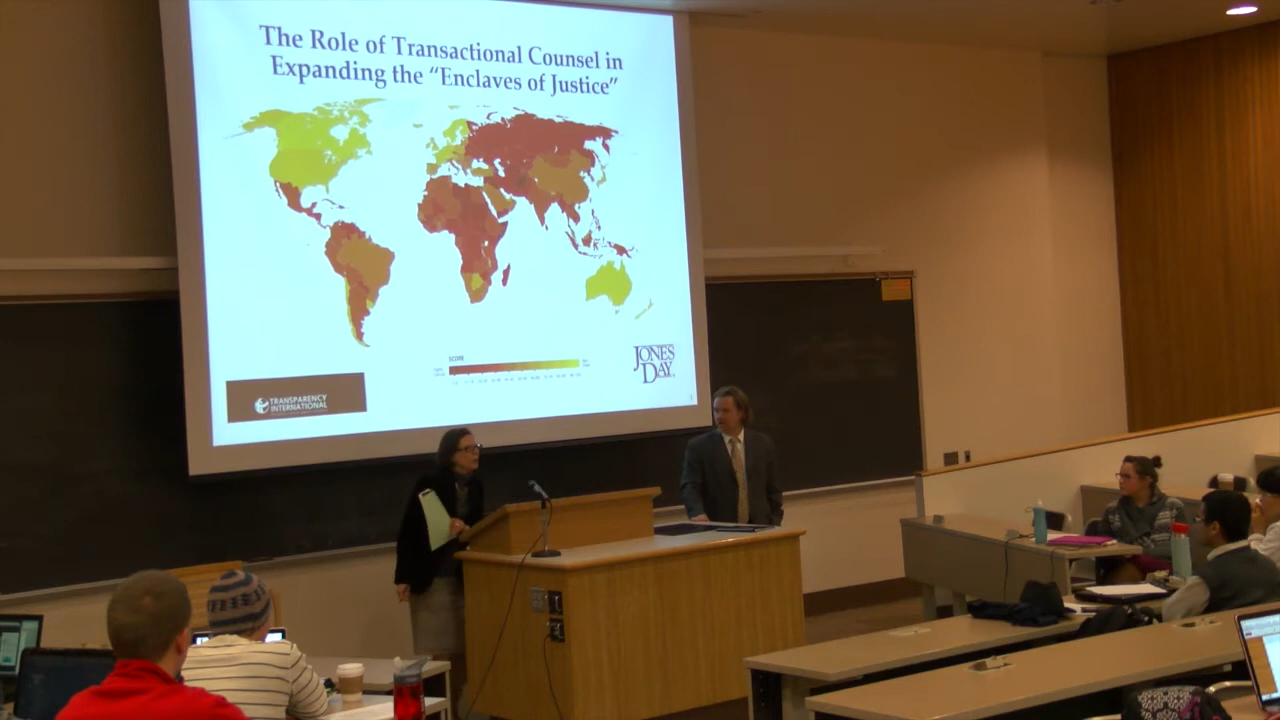 The Role of Transactional Counsel in
Expanding the “Enclaves of Justice”
SCORE
JONES
DAY
TRANSPARENCY
INTERNATIONAL